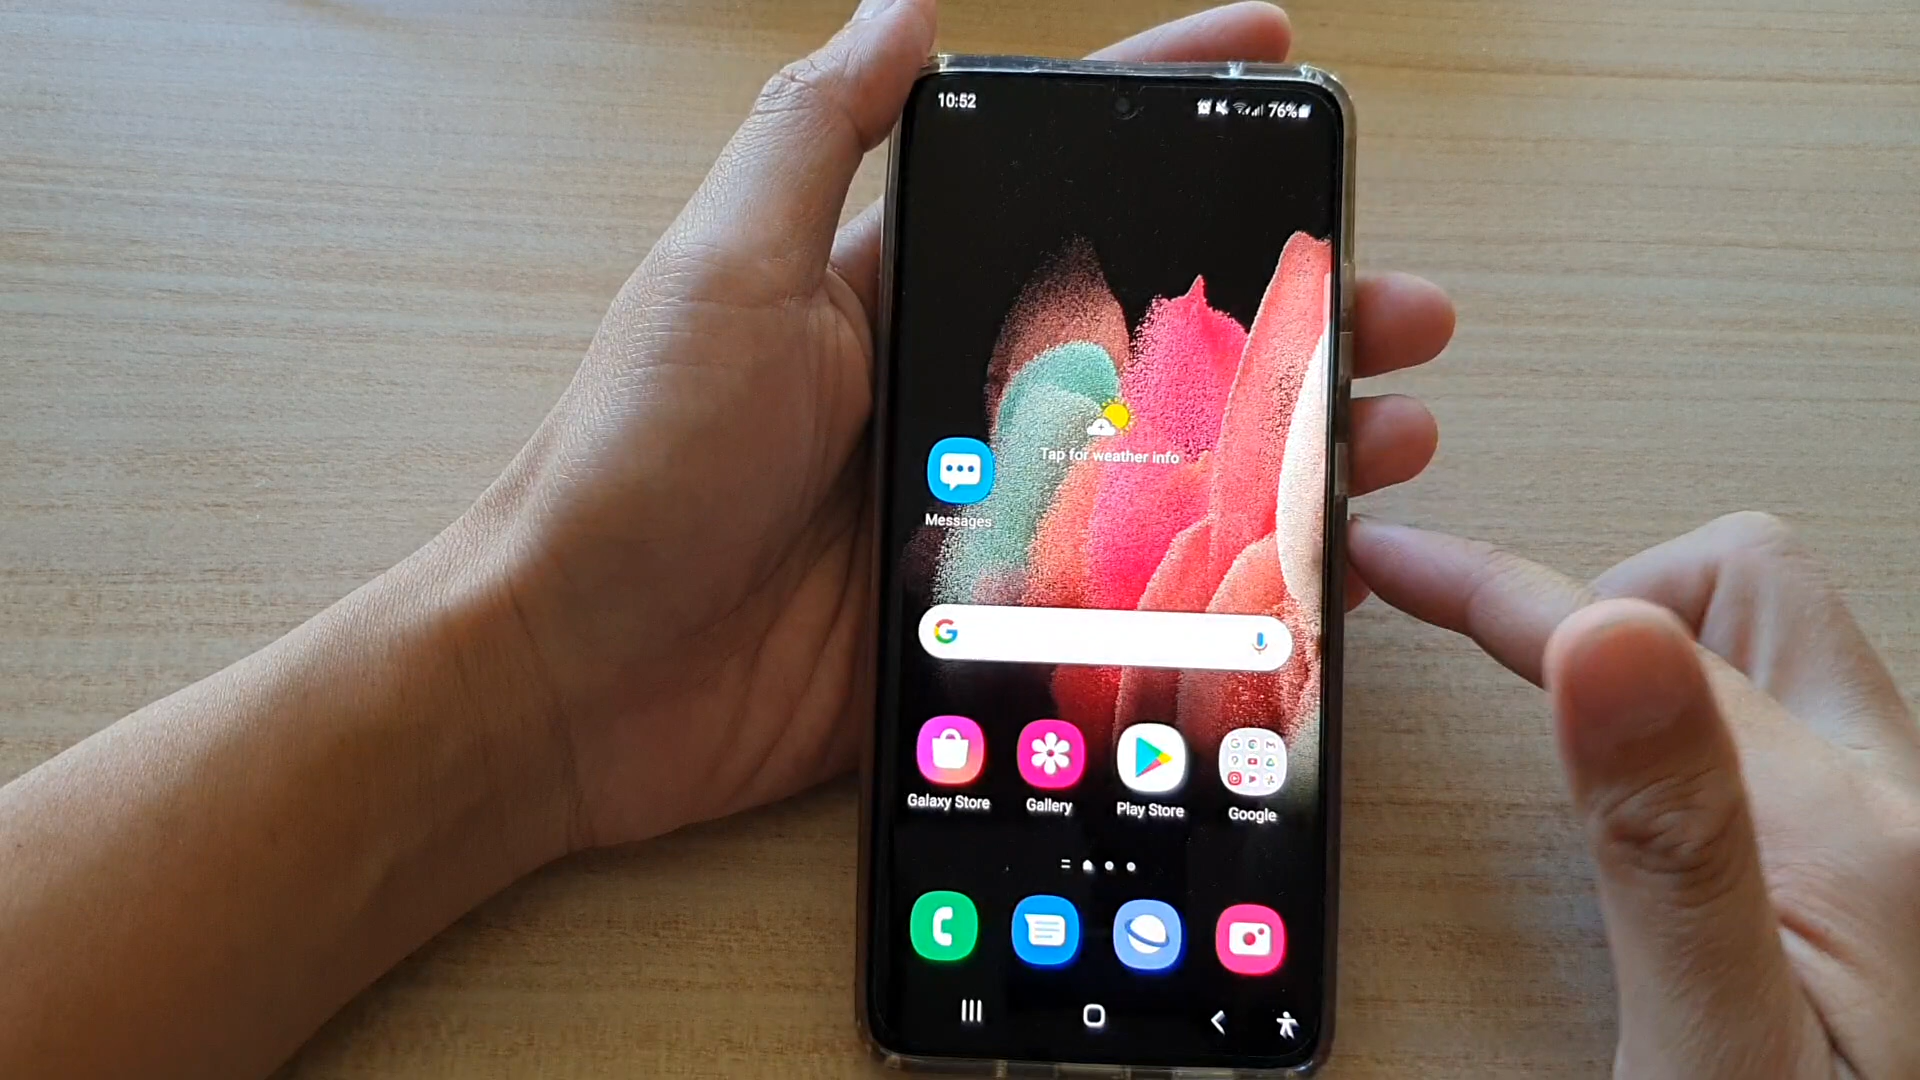 10:52
76%
Tap for weather info
Messages
Galaxy Store
Gallery
Play Store
Google